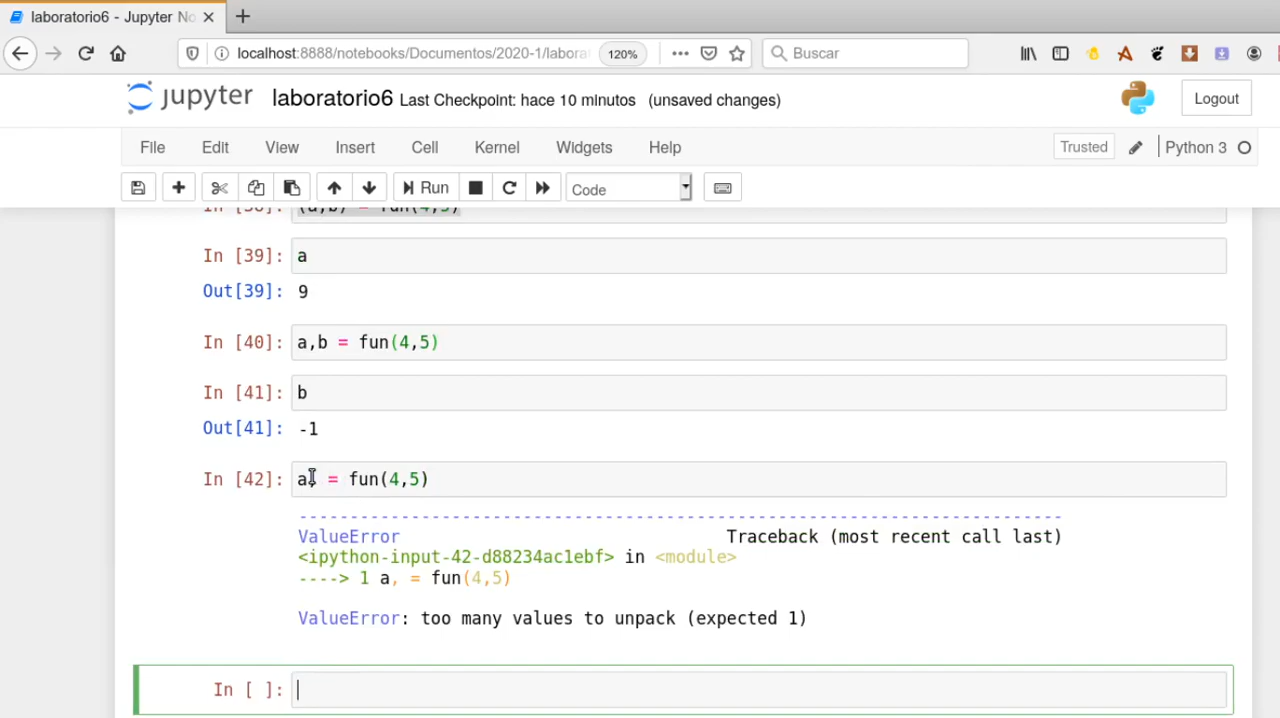 laboratorio6 - Jupyter No
localhost:8888/notebooks/Documentos/2020-1/labora
120%
Buscar
jupyter laboratorio6 Last Checkpoint: hace 10 minutos (unsaved changes)
Logout
File Edit View Insert Cell Kernel Widgets Help
Trusted
Python 3
Run
Code
(a,b) = fun(4,5)
In [39]: a
Out[39]: 9
In [40]: a,b = fun(4,5)
In [41]: b
Out[41]: -1
In [42]: a, = fun(4,5)
---------------------------------------------------------------------------
ValueError Traceback (most recent call last)
<ipython-input-42-d88234ac1ebf> in <module>
----> 1 a, = fun(4,5)
ValueError: too many values to unpack (expected 1)
In [ ]: